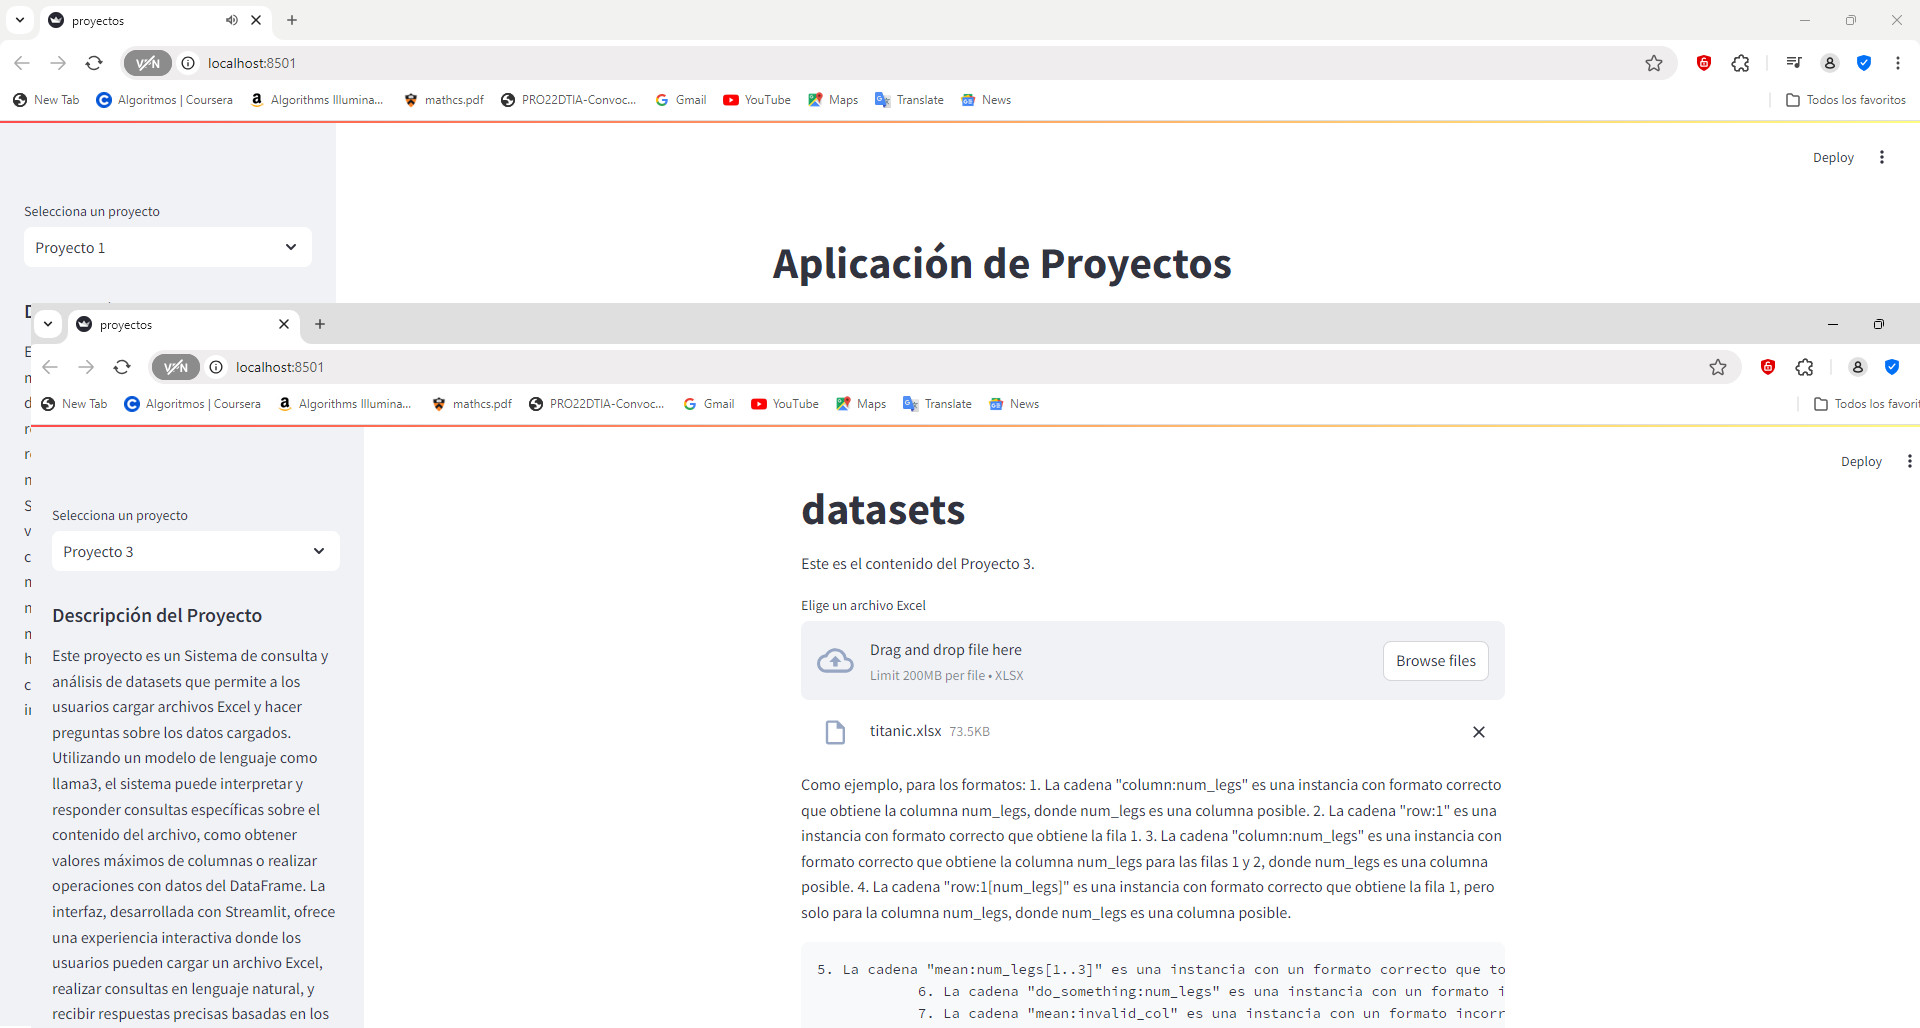 proyectos
VPN
localhost:8501
New Tab
Algoritmos | Coursera
Algorithms Illumina...
mathcs.pdf
PRO22DTIA-Convoc...
Gmail
YouTube
Maps
Translate
News
Todos los favoritos
Deploy
Selecciona un proyecto
Proyecto 1
Aplicación de Proyectos
proyectos
VPN
localhost:8501
New Tab
Algoritmos | Coursera
Algorithms Illumina...
mathcs.pdf
PRO22DTIA-Convoc...
Gmail
YouTube
Maps
Translate
News
Todos los favorit
Deploy
Selecciona un proyecto
Proyecto 3
Descripción del Proyecto
Este proyecto es un Sistema de consulta y
análisis de datasets que permite a los
usuarios cargar archivos Excel y hacer
preguntas sobre los datos cargados.
Utilizando un modelo de lenguaje como
llama3, el sistema puede interpretar y
responder consultas específicas sobre el
contenido del archivo, como obtener
valores máximos de columnas o realizar
operaciones con datos del DataFrame. La
interfaz, desarrollada con Streamlit, ofrece
una experiencia interactiva donde los
usuarios pueden cargar un archivo Excel,
realizar consultas en lenguaje natural, y
recibir respuestas precisas basadas en los
datasets
Este es el contenido del Proyecto 3.
Elige un archivo Excel
Drag and drop file here
Limit 200MB per file • XLSX
Browse files
titanic.xlsx 73.5KB
Como ejemplo, para los formatos: 1. La cadena "column:num_legs" es una instancia con formato correcto
que obtiene la columna num_legs, donde num_legs es una columna posible. 2. La cadena "row:1" es una
instancia con formato correcto que obtiene la fila 1. 3. La cadena "column:num_legs" es una instancia con
formato correcto que obtiene la columna num_legs para las filas 1 y 2, donde num_legs es una columna
posible. 4. La cadena "row:1[num_legs]" es una instancia con formato correcto que obtiene la fila 1, pero
solo para la columna num_legs, donde num_legs es una columna posible.
5. La cadena "mean:num_legs[1..3]" es una instancia con un formato correcto que to
6. La cadena "do_something:num_legs" es una instancia con un formato i
7. La cadena "mean:invalid_col" es una instancia con un formato incorr